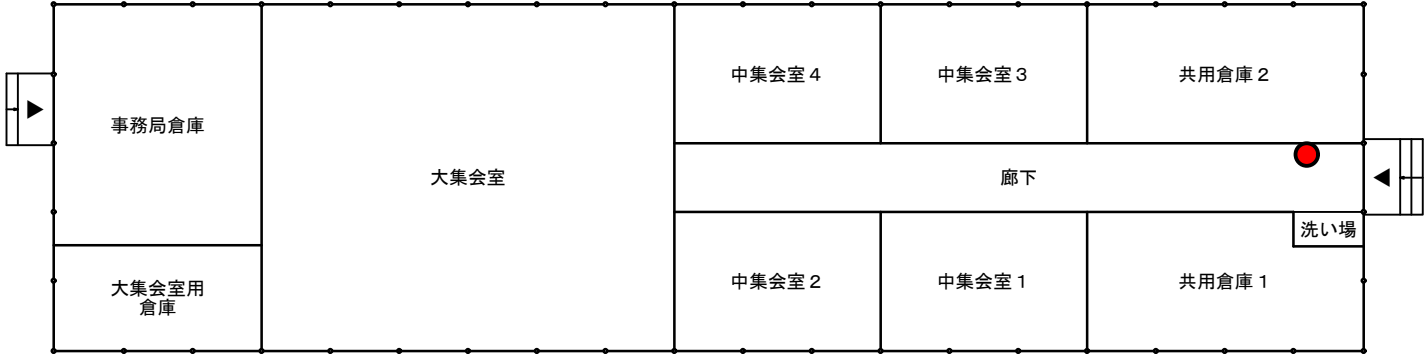 中集会室４
中集会室３
共用倉庫２
事務局倉庫
大集会室
廊下
洗い場
大集会室用
倉庫
中集会室２
中集会室１
共用倉庫１